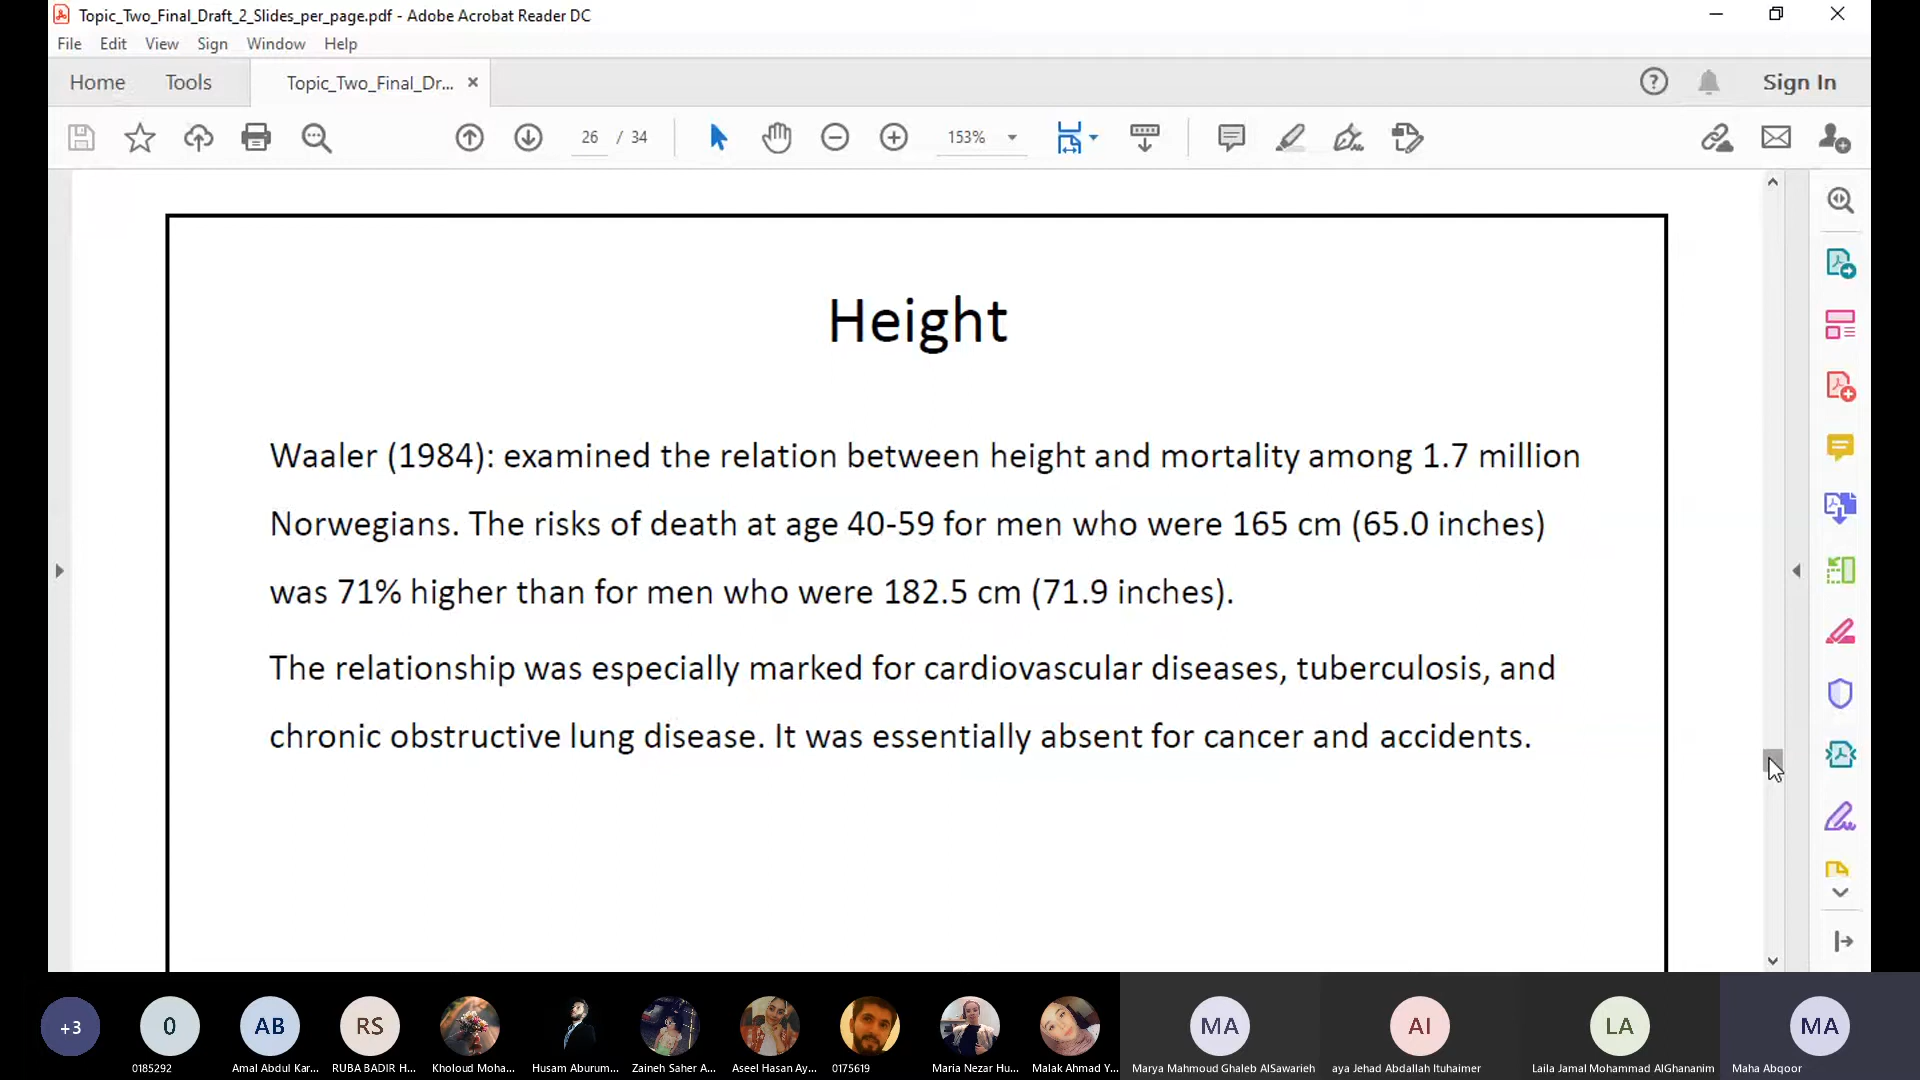 Topic_Two_Final_Draft_2_Slides_per_page.pdf - Adobe Acrobat Reader DC
File Edit View Sign Window Help
Home Tools Topic_Two_Final_Dr... × Sign In
26 / 34 153%
Height
Waaler (1984): examined the relation between height and mortality among 1.7 million
Norwegians. The risks of death at age 40-59 for men who were 165 cm (65.0 inches)
was 71% higher than for men who were 182.5 cm (71.9 inches).
The relationship was especially marked for cardiovascular diseases, tuberculosis, and
chronic obstructive lung disease. It was essentially absent for cancer and accidents.
+3 0 AB RS MA AI LA MA
0185292 Amal Abdul Kar... RUBA BADIR H... Kholoud Moha... Husam Aburum... Zaineh Saher A... Aseel Hasan Ay... 0175619 Maria Nezar Hu... Malak Ahmad Y... Marya Mahmoud Ghaleb AlSawarieh aya Jehad Abdallah Ituhaimer Laila Jamal Mohammad AlGhananim Maha Abqoor